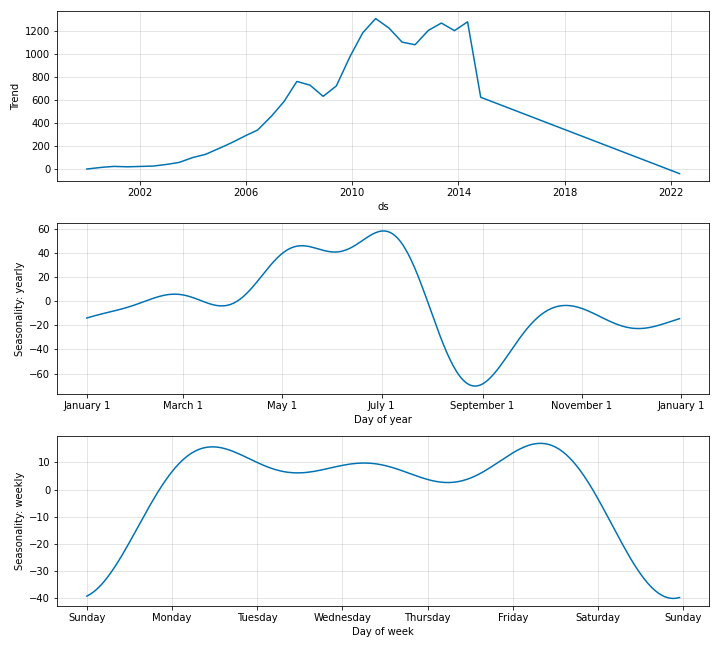 1200
1000
800
600
400
200
0
Trend
2002 2006 2010 2014 2018 2022
ds
60
40
20
0
−20
−40
−60
Seasonality: yearly
January 1 March 1 May 1 July 1 September 1 November 1 January 1
Day of year
10
0
−10
−20
−30
−40
Seasonality: weekly
Sunday Monday Tuesday Wednesday Thursday Friday Saturday Sunday
Day of week